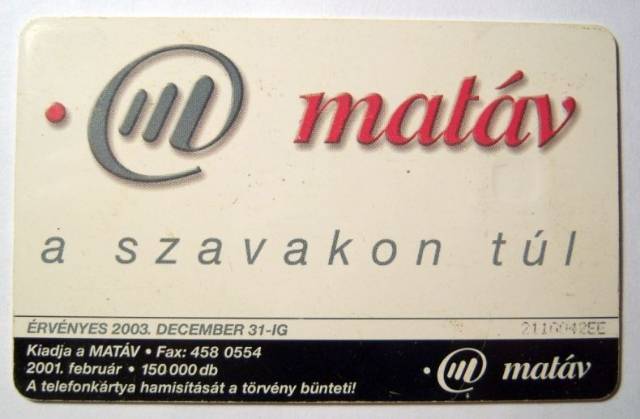 matáv
a szavakon túl
ÉRVÉNYES 2003. DECEMBER 31-IG
Kiadja a MATÁV • Fax: 458 0554
2001. február • 150 000 db
A telefonkártya hamisítását a törvény bünteti!
matáv